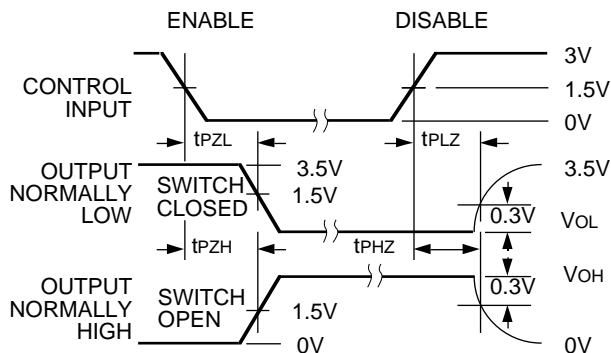 ENABLE
DISABLE
CONTROL
INPUT
3V
1.5V
0V
tPZL
tPLZ
OUTPUT
NORMALLY
LOW
SWITCH
CLOSED
3.5V
1.5V
3.5V
0.3V
VOL
tPZH
tPHZ
OUTPUT
NORMALLY
HIGH
SWITCH
OPEN
1.5V
0V
VOH
0.3V
0V